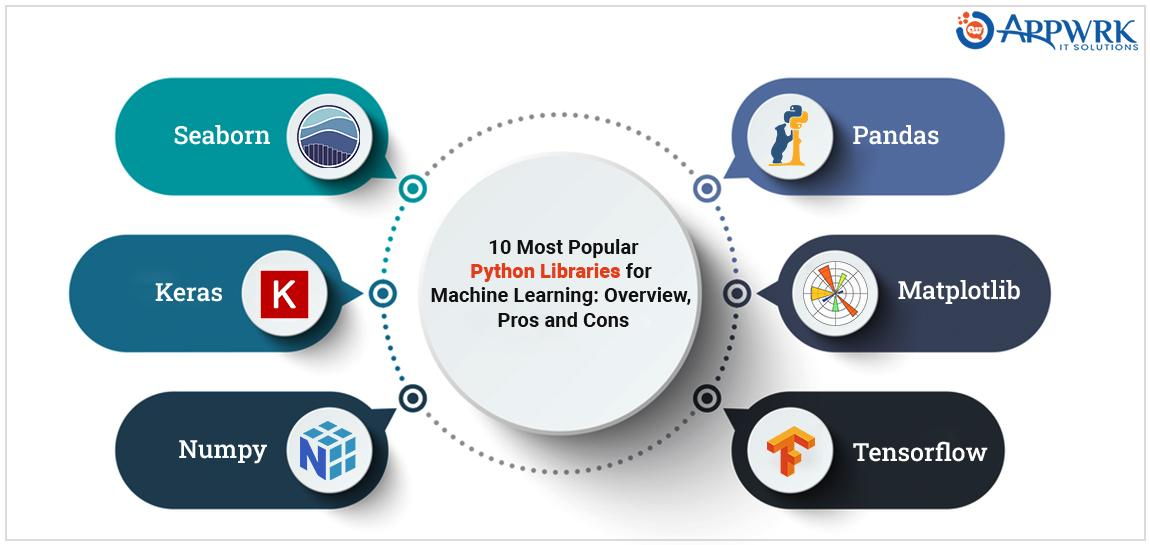 APPWRK
IT SOLUTIONS
Seaborn
Pandas
10 Most Popular
Python Libraries for
Machine Learning: Overview,
Pros and Cons
Keras
K
Matplotlib
Numpy
N
Tensorflow